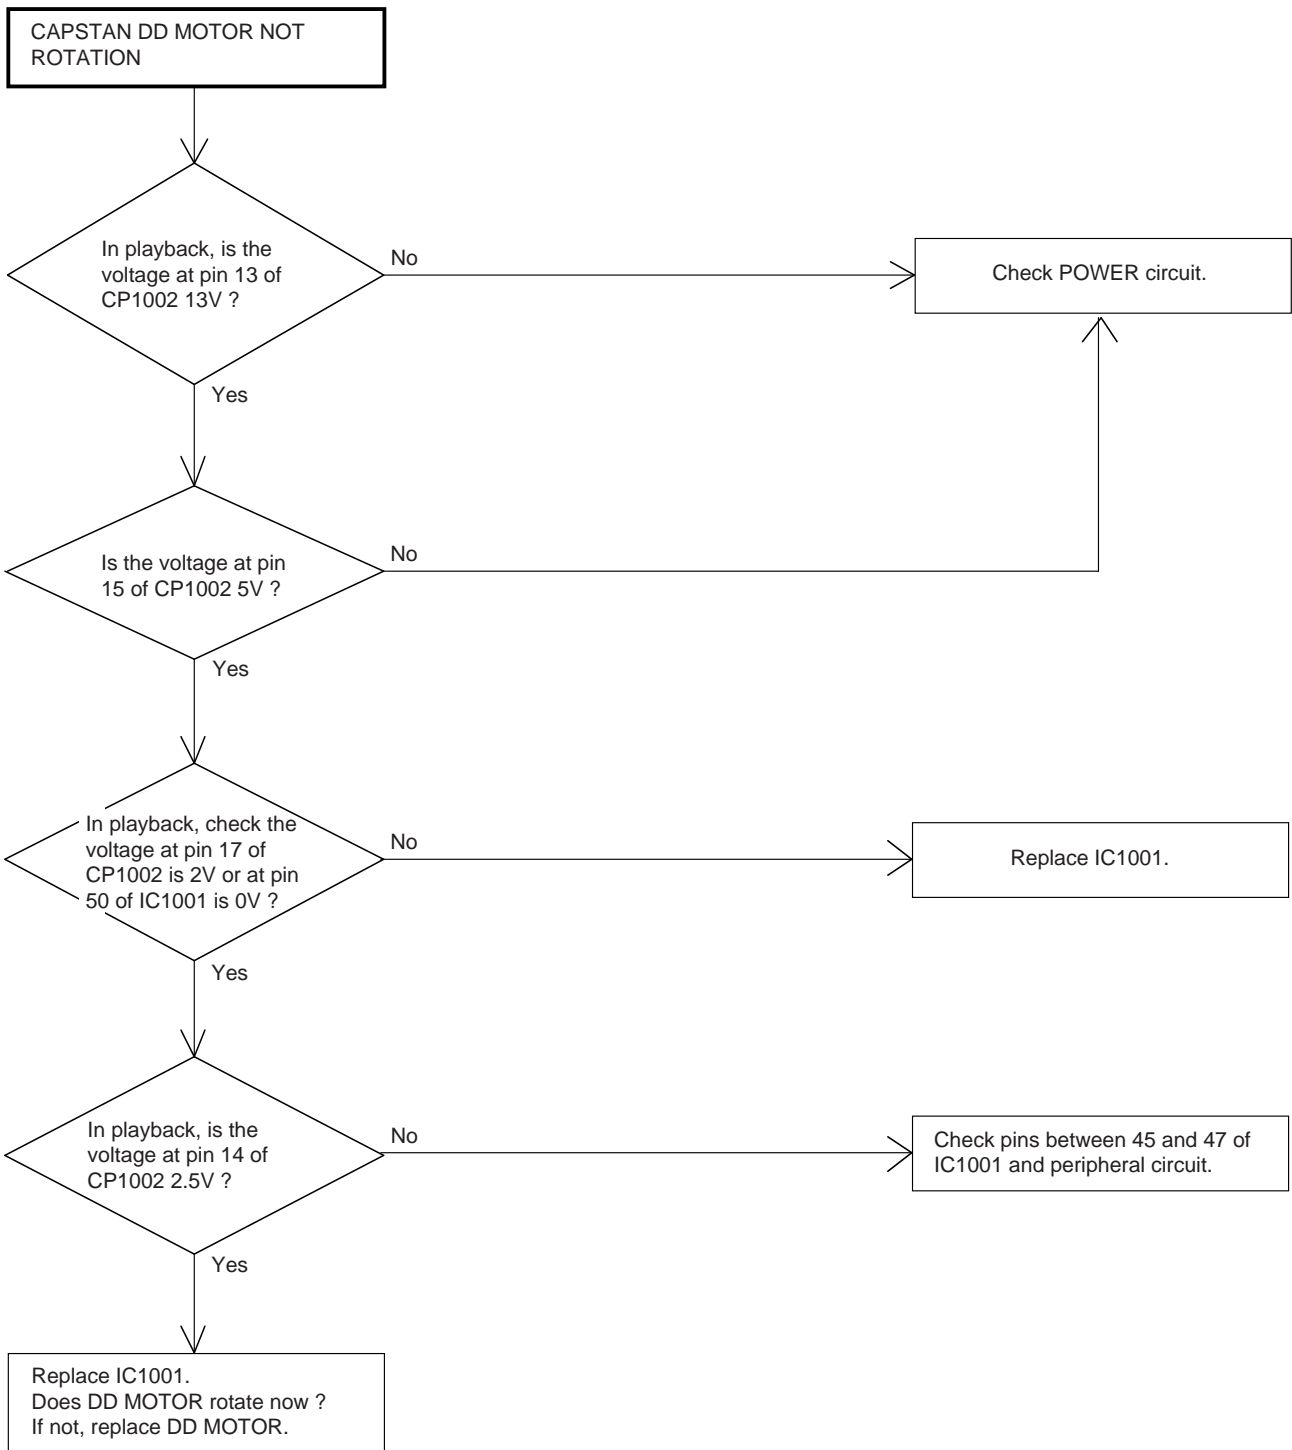 CAPSTAN DD MOTOR NOT
ROTATION
In playback, is the
voltage at pin 13 of
CP1002 13V ?
No
Check POWER circuit.
Yes
Is the voltage at pin
15 of CP1002 5V ?
No
Yes
In playback, check the
voltage at pin 17 of
CP1002 is 2V or at pin
50 of IC1001 is 0V ?
No
Replace IC1001.
Yes
In playback, is the
voltage at pin 14 of
CP1002 2.5V ?
No
Check pins between 45 and 47 of
IC1001 and peripheral circuit.
Yes
Replace IC1001.
Does DD MOTOR rotate now ?
If not, replace DD MOTOR.